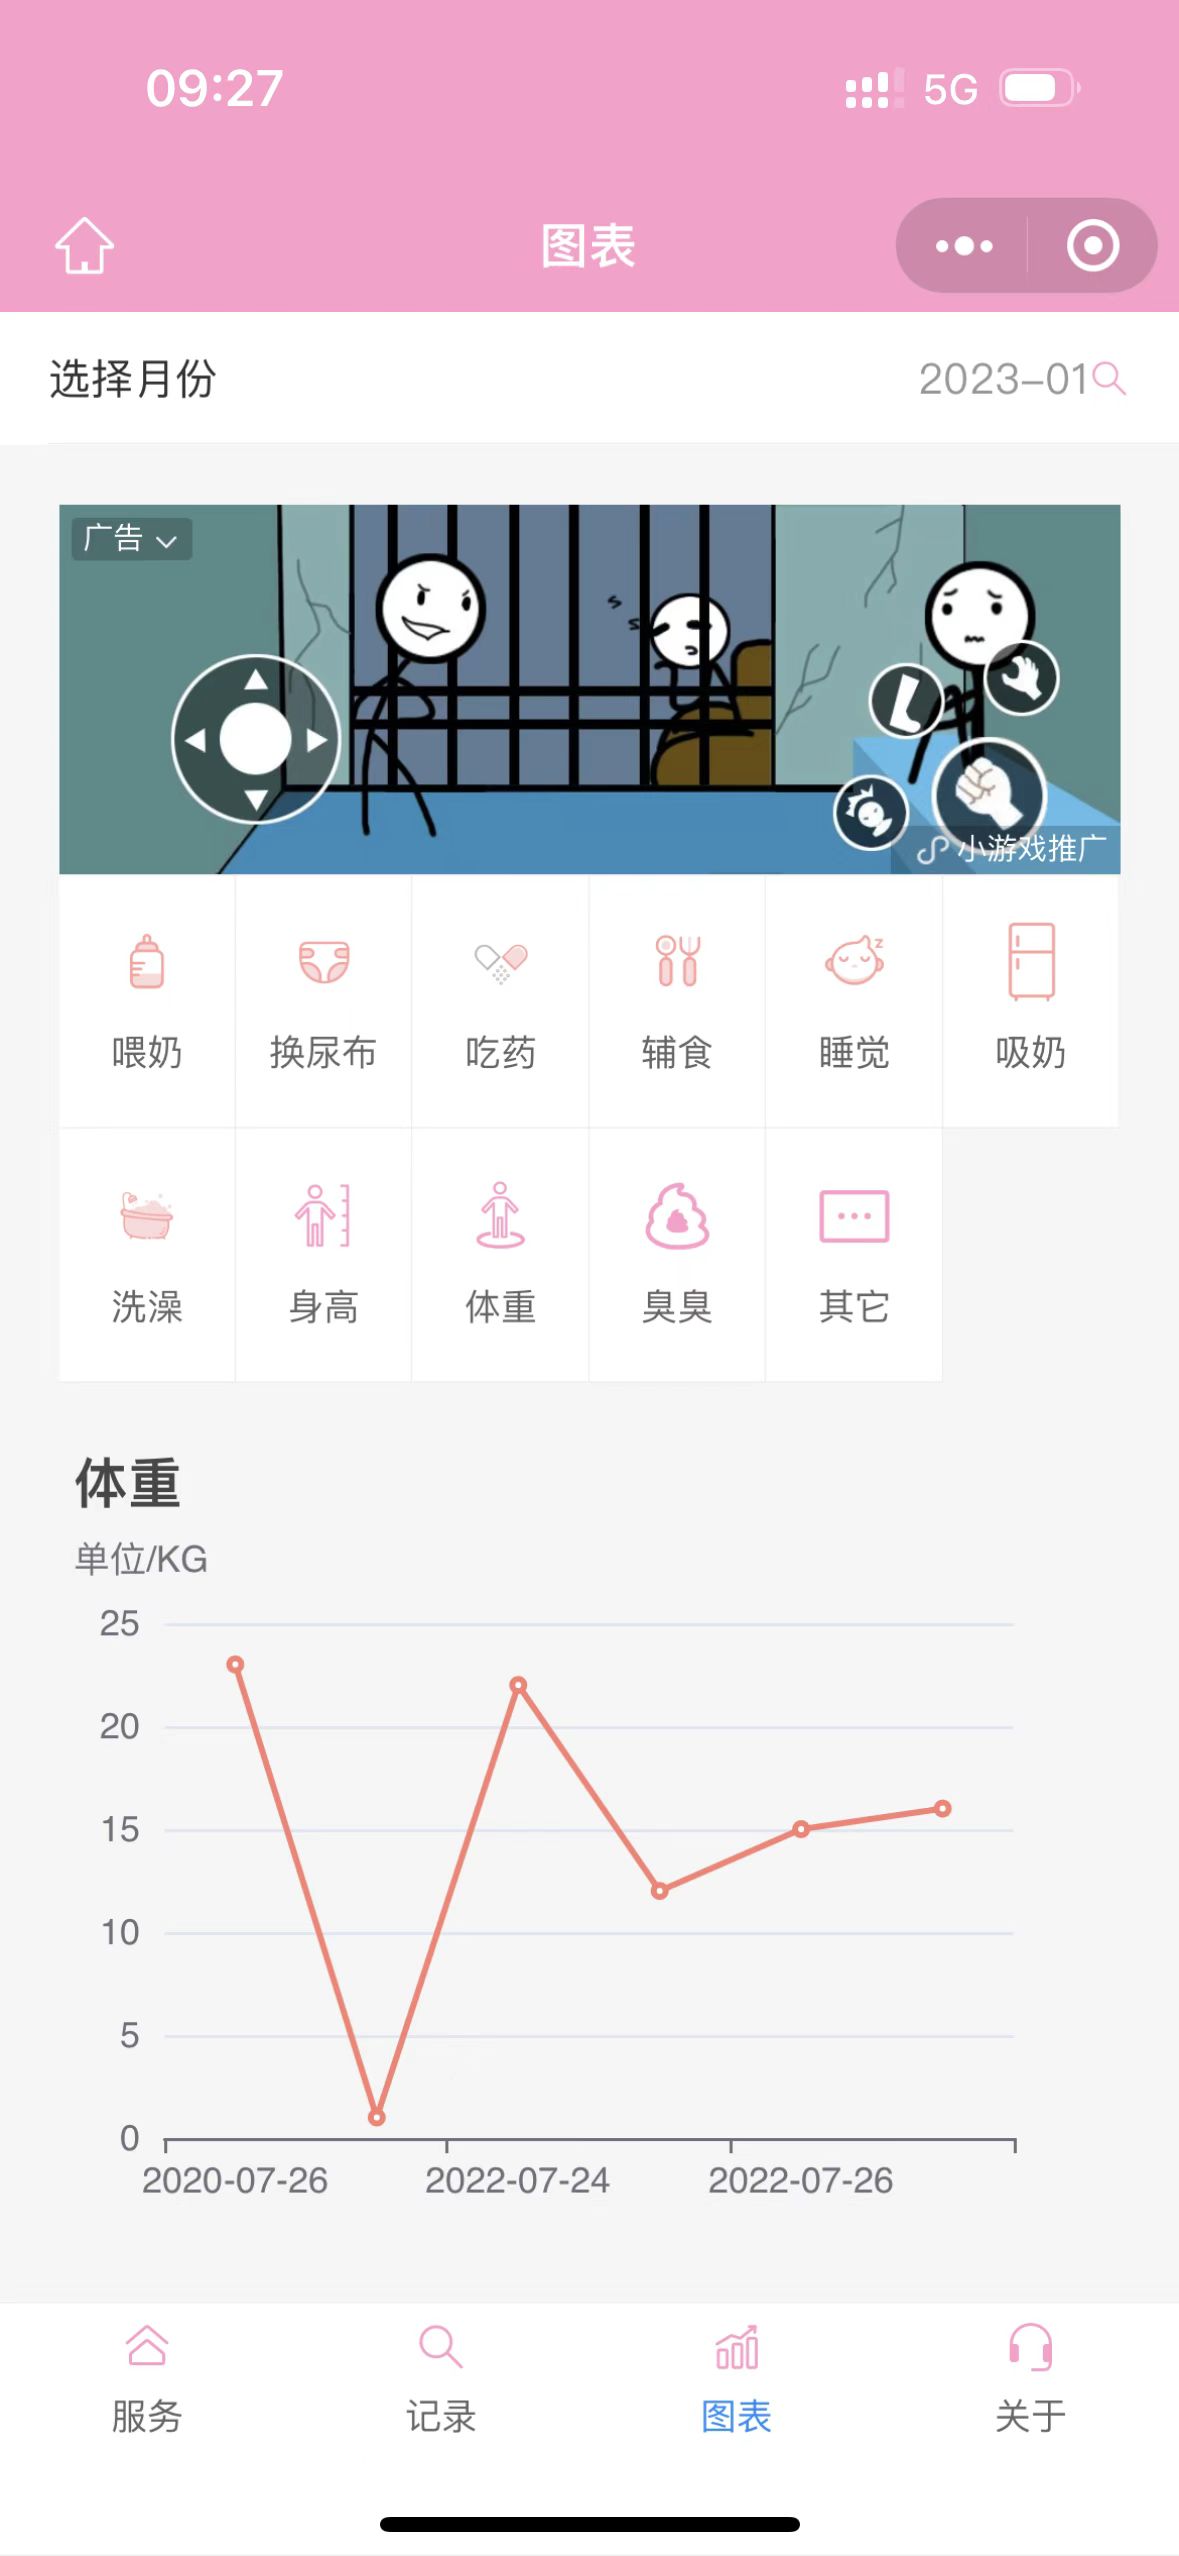 09:27
5G
图表
选择月份
2023-01
广告
小游戏推广
喂奶 换尿布 吃药 辅食 睡觉 吸奶
洗澡 身高 体重 臭臭 其它
体重
单位/KG
25
20
15
10
5
0
2020-07-26 2022-07-24 2022-07-26
服务 记录 图表 关于